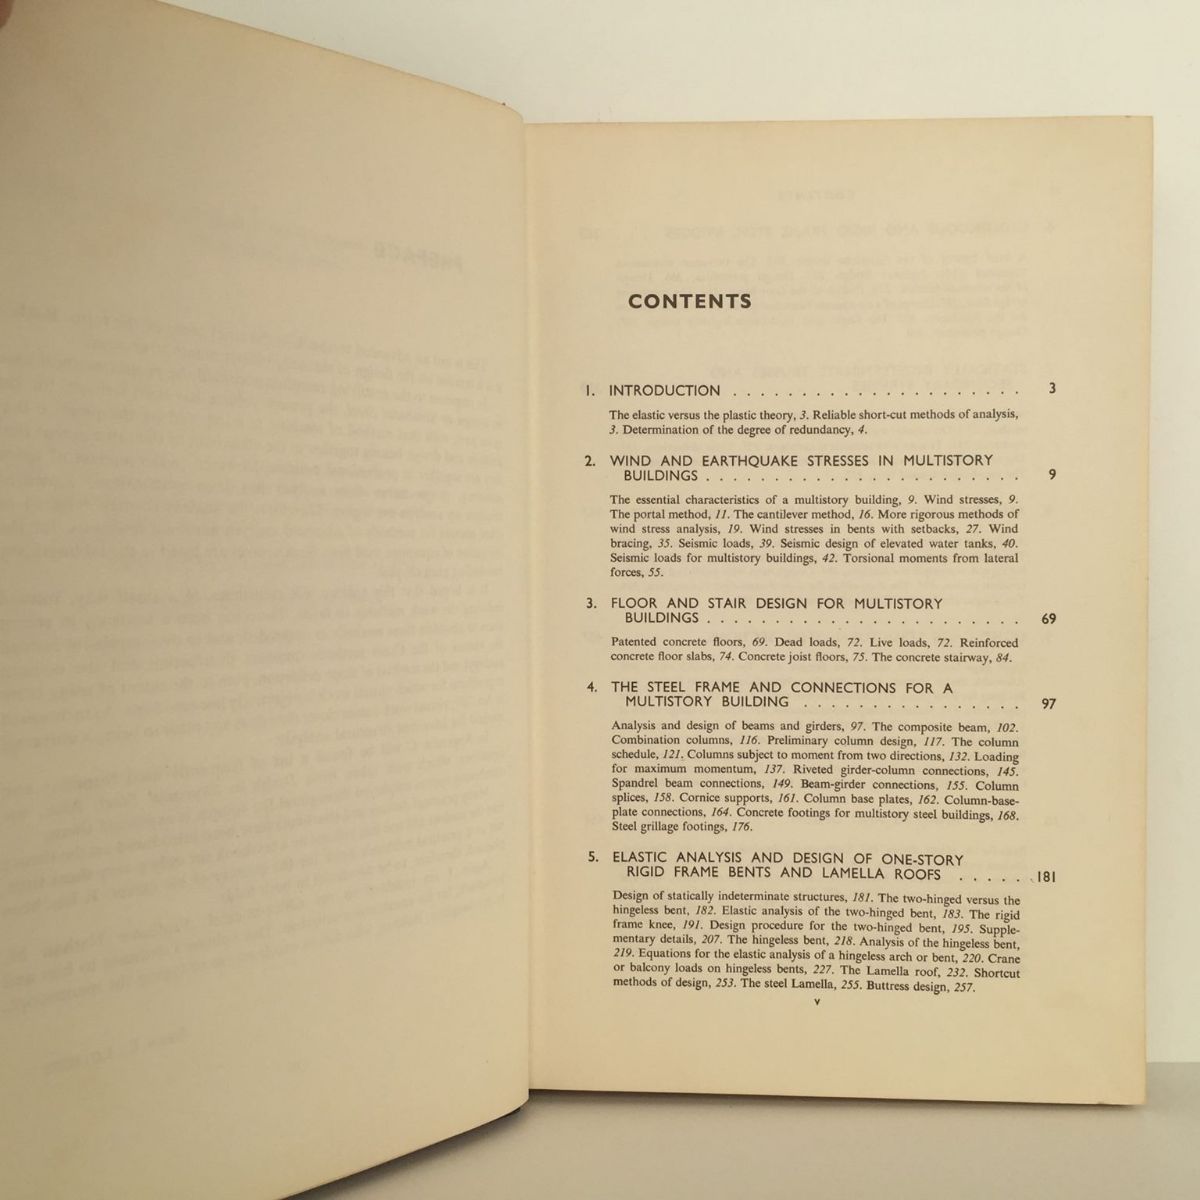 CONTENTS
1. INTRODUCTION . . . . . . . . . . . . . . . . . . . . . 3
The elastic versus the plastic theory, 3. Reliable short-cut methods of analysis,
3. Determination of the degree of redundancy, 4.
2. WIND AND EARTHQUAKE STRESSES IN MULTISTORY
BUILDINGS . . . . . . . . . . . . . . . . . . . . . . . 9
The essential characteristics of a multistory building, 9. Wind stresses, 9.
The portal method, 11. The cantilever method, 16. More rigorous methods of
wind stress analysis, 19. Wind stresses in bents with setbacks, 27. Wind
bracing, 35. Seismic loads, 39. Seismic design of elevated water tanks, 40.
Seismic loads for multistory buildings, 42. Torsional moments from lateral
forces, 55.
3. FLOOR AND STAIR DESIGN FOR MULTISTORY
BUILDINGS . . . . . . . . . . . . . . . . . . . . . . . 69
Patented concrete floors, 69. Dead loads, 72. Live loads, 72. Reinforced
concrete floor slabs, 74. Concrete joist floors, 75. The concrete stairway, 84.
4. THE STEEL FRAME AND CONNECTIONS FOR A
MULTISTORY BUILDING . . . . . . . . . . . . . . . . 97
Analysis and design of beams and girders, 97. The composite beam, 102.
Combination columns, 116. Preliminary column design, 117. The column
schedule, 121. Columns subject to moment from two directions, 132. Loading
for maximum momentum, 137. Riveted girder-column connections, 145.
Spandrel beam connections, 149. Beam-girder connections, 155. Column
splices, 158. Cornice supports, 161. Column base plates, 162. Column-base-
plate connections, 164. Concrete footings for multistory steel buildings, 168.
Steel grillage footings, 176.
5. ELASTIC ANALYSIS AND DESIGN OF ONE-STORY
RIGID FRAME BENTS AND LAMELLA ROOFS . . . . . . 181
Design of statically indeterminate structures, 181. The two-hinged versus the
hingeless bent, 182. Elastic analysis of the two-hinged bent, 183. The rigid
frame knee, 191. Design procedure for the two-hinged bent, 195. Supple-
mentary details, 207. The hingeless bent, 218. Analysis of the hingeless bent,
219. Equations for the elastic analysis of a hingeless arch or bent, 220. Crane
or balcony loads on hingeless bents, 227. The Lamella roof, 232. Shortcut
methods of design, 253. The steel Lamella, 255. Buttress design, 257.
v